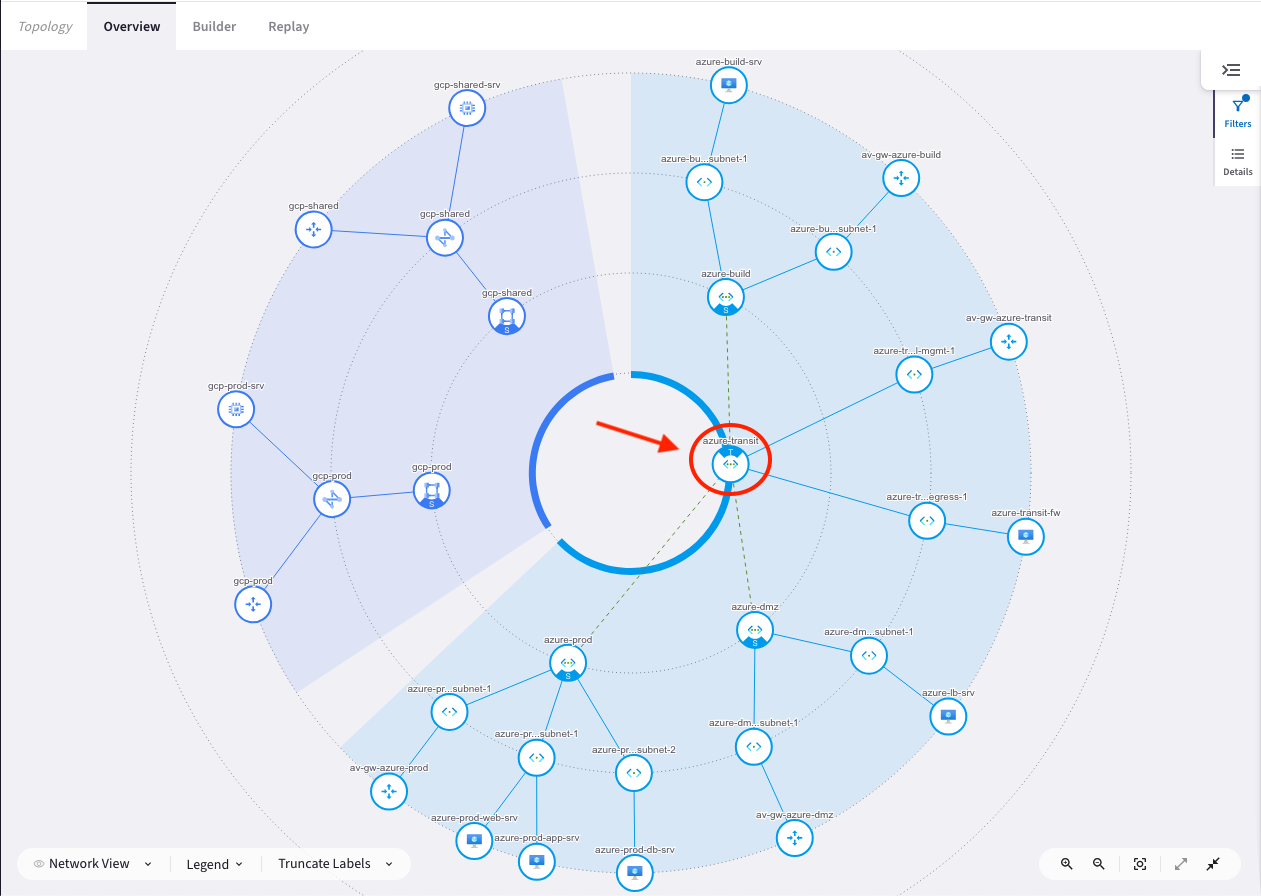 Topology
Overview
Builder
Replay
azure-build-srv
gcp-shared-srv
Filters
azure-bu...subnet-1
av-gw-azure-build
Details
gcp-shared
gcp-shared
azure-bu...subnet-1
azure-build
S
gcp-shared
S
av-gw-azure-transit
azure-tr...l-mgmt-1
gcp-prod-srv
azure-transit
T
gcp-prod
gcp-prod
S
azure-tr...egress-1
azure-transit-fw
gcp-prod
azure-dmz
S
azure-dm...subnet-1
azure-prod
S
azure-pr...subnet-1
azure-lb-srv
azure-dm...subnet-1
azure-pr...subnet-1
azure-pr...subnet-2
av-gw-azure-prod
azure-prod-web-srv
av-gw-azure-dmz
azure-prod-app-srv
azure-prod-db-srv
Network View
Legend
Truncate Labels